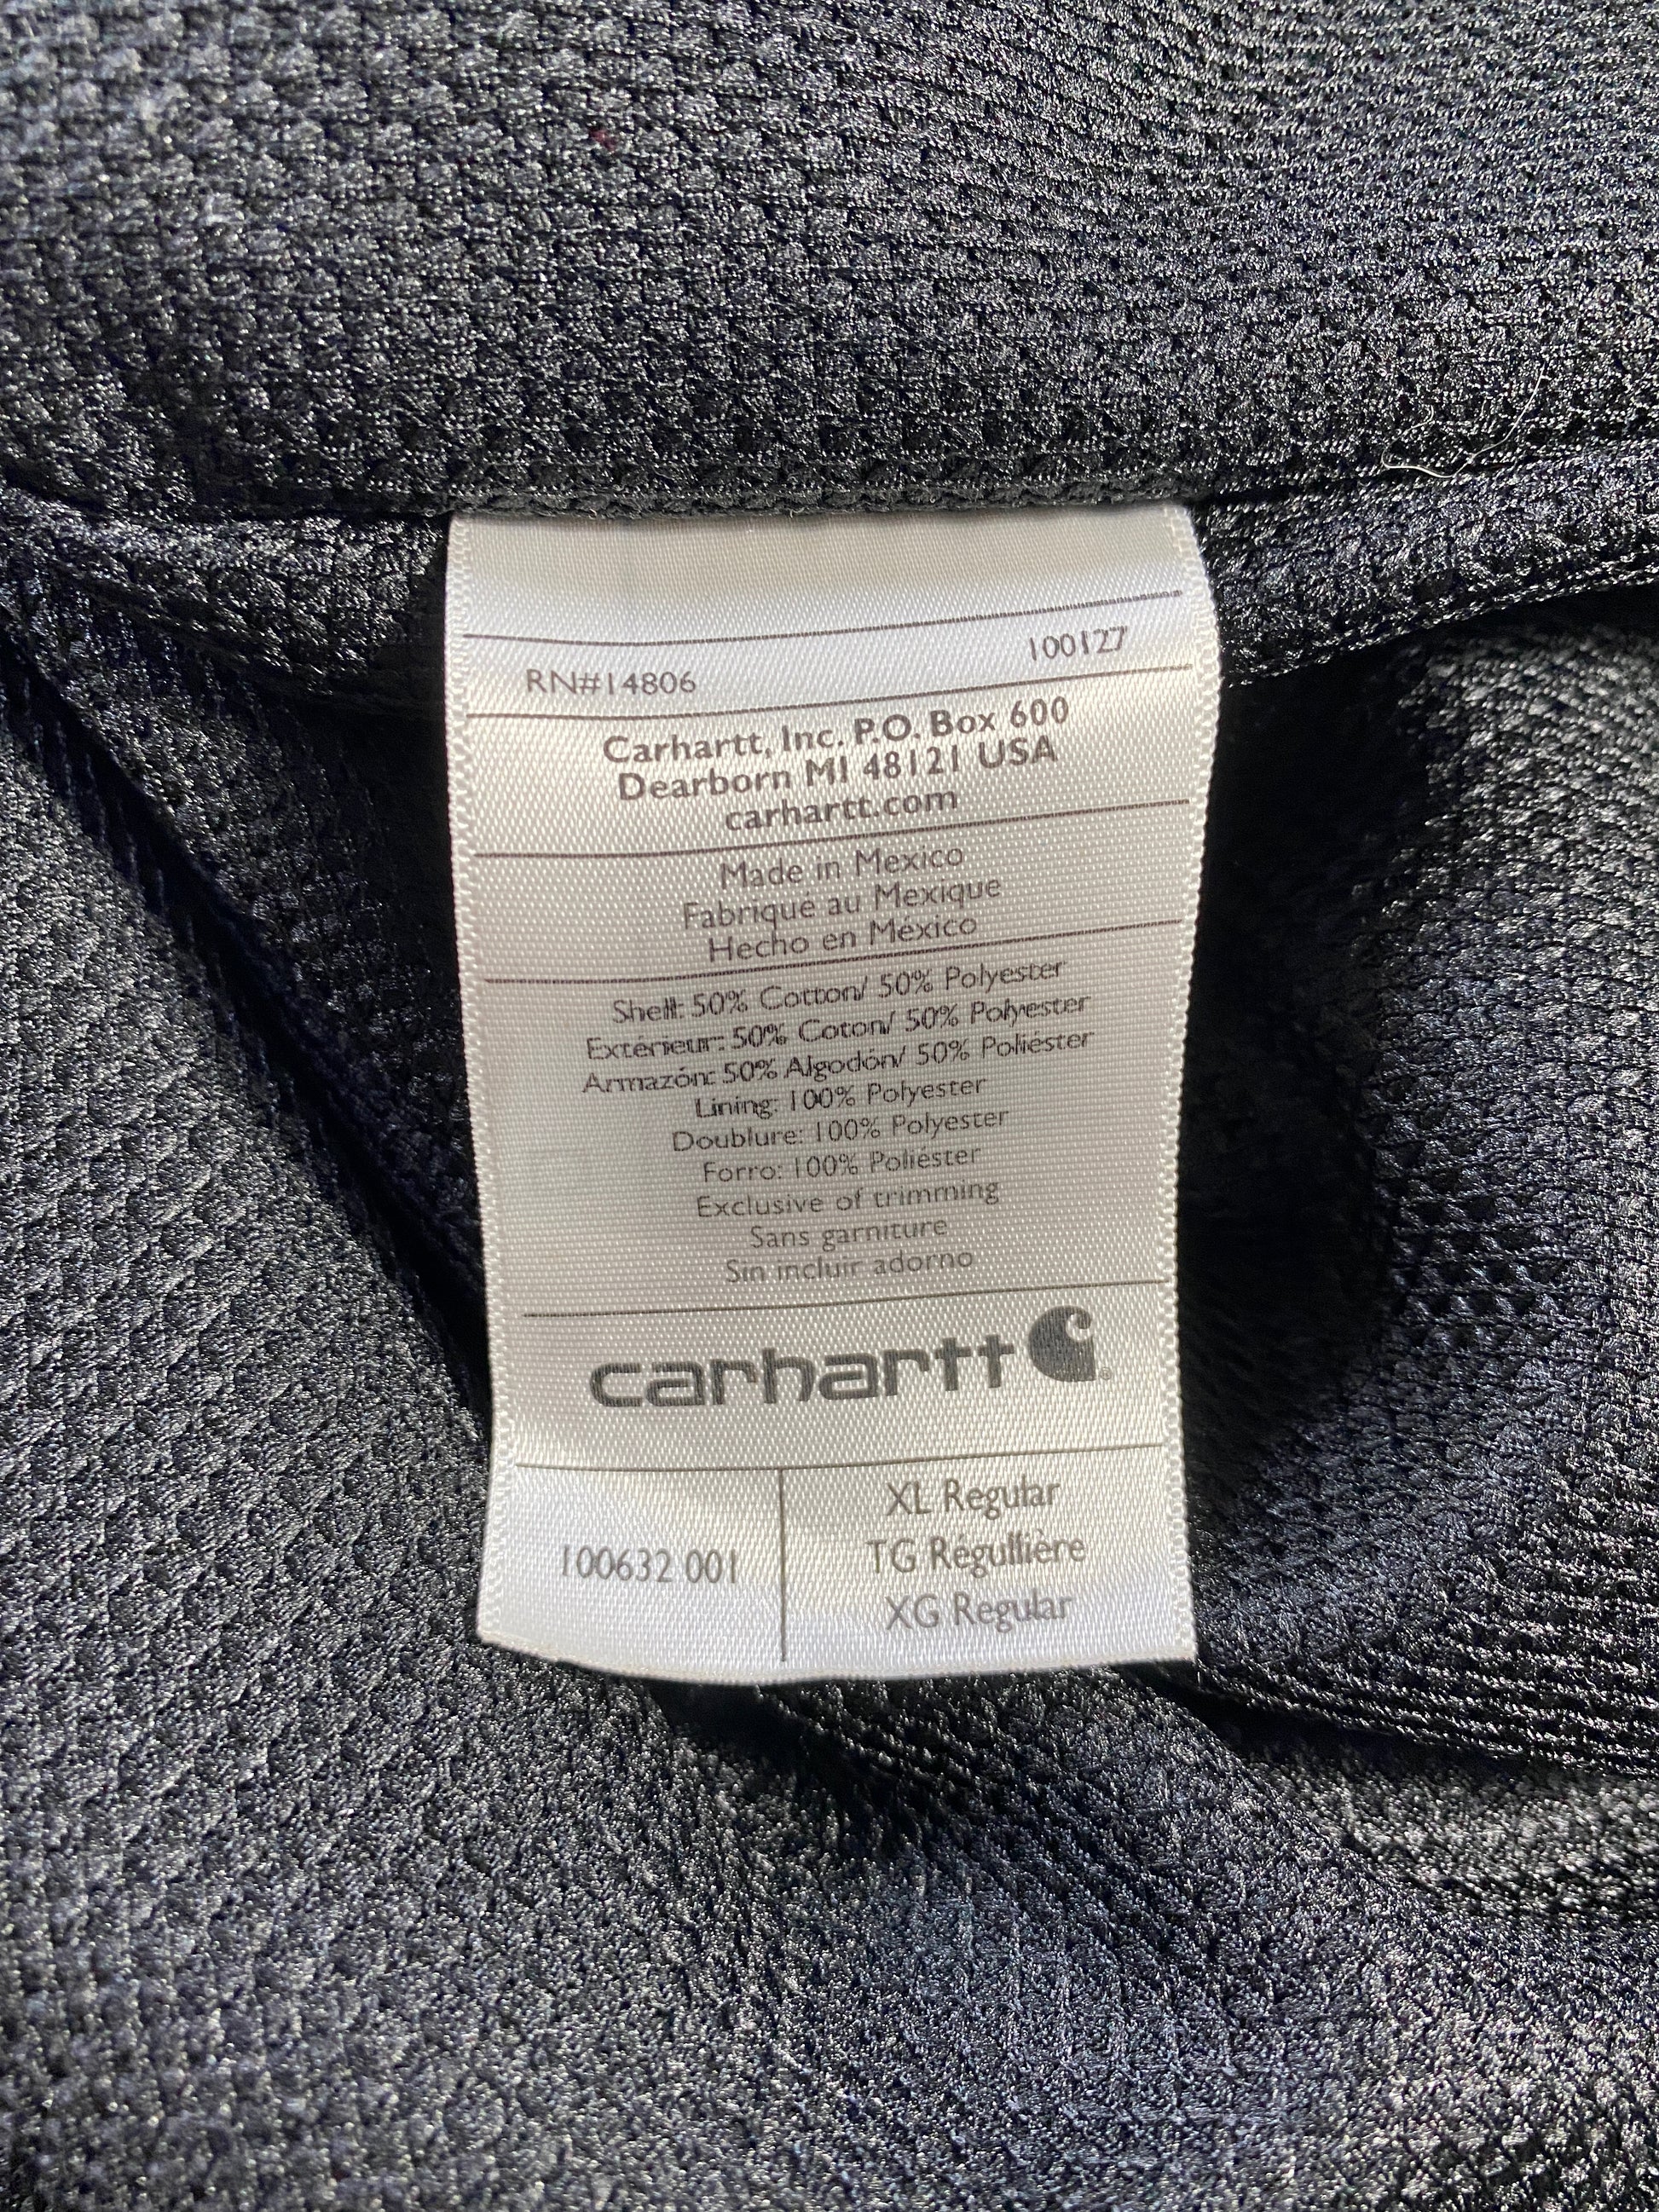 RN#14806 100127
Carhartt, Inc. P.O. Box 600
Dearborn MI 48121 USA
carhartt.com
Made in Mexico
Fabriqué au Mexique
Hecho en México
Shell: 50% Cotton/ 50% Polyester
Extérieur: 50% Coton/ 50% Polyester
Armazón: 50% Algodón/ 50% Poliéster
Lining: 100% Polyester
Doublure: 100% Polyester
Forro: 100% Poliéster
Exclusive of trimming
Sans garniture
Sin incluir adorno
carhartt
100632 001
XL Regular
TG Régullière
XG Regular